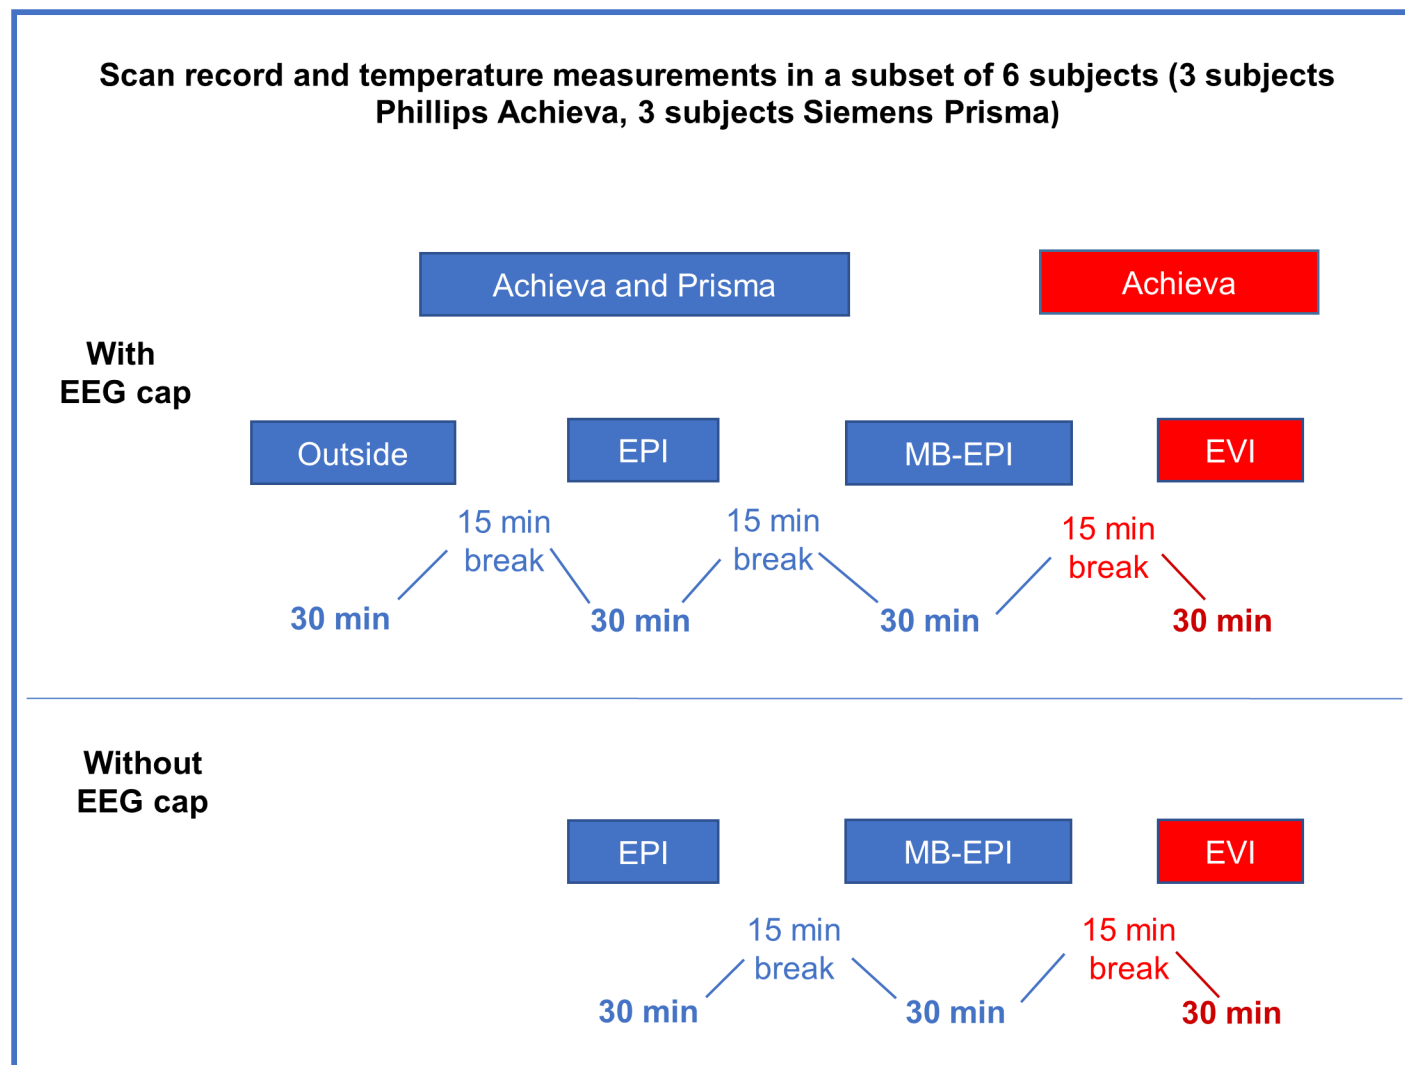 Scan record and temperature measurements in a subset of 6 subjects (3 subjects
Phillips Achieva, 3 subjects Siemens Prisma)
Achieva and Prisma
Achieva
With
EEG cap
Outside
EPI
MB-EPI
EVI
15 min
break
15 min
break
15 min
break
30 min
30 min
30 min
30 min
Without
EEG cap
EPI
MB-EPI
EVI
15 min
break
15 min
break
30 min
30 min
30 min